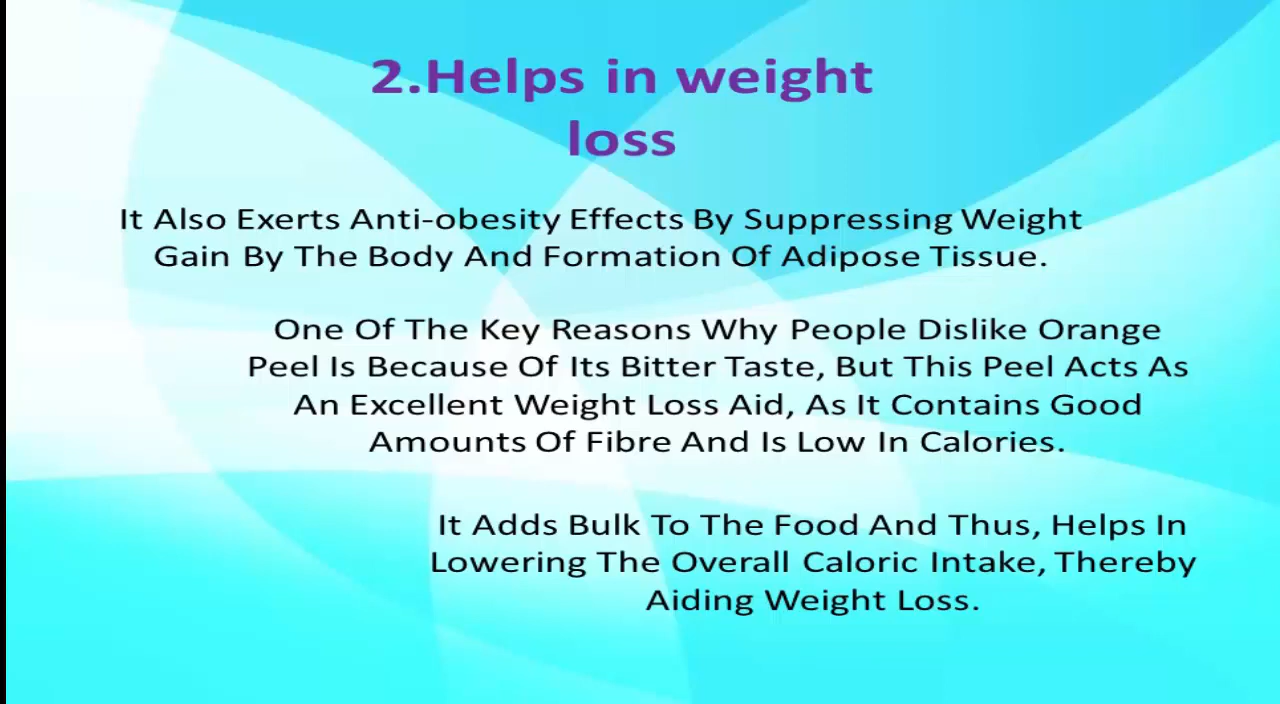 2.Helps in weight
loss
It Also Exerts Anti-obesity Effects By Suppressing Weight
Gain By The Body And Formation Of Adipose Tissue.
One Of The Key Reasons Why People Dislike Orange
Peel Is Because Of Its Bitter Taste, But This Peel Acts As
An Excellent Weight Loss Aid, As It Contains Good
Amounts Of Fibre And Is Low In Calories.
It Adds Bulk To The Food And Thus, Helps In
Lowering The Overall Caloric Intake, Thereby
Aiding Weight Loss.